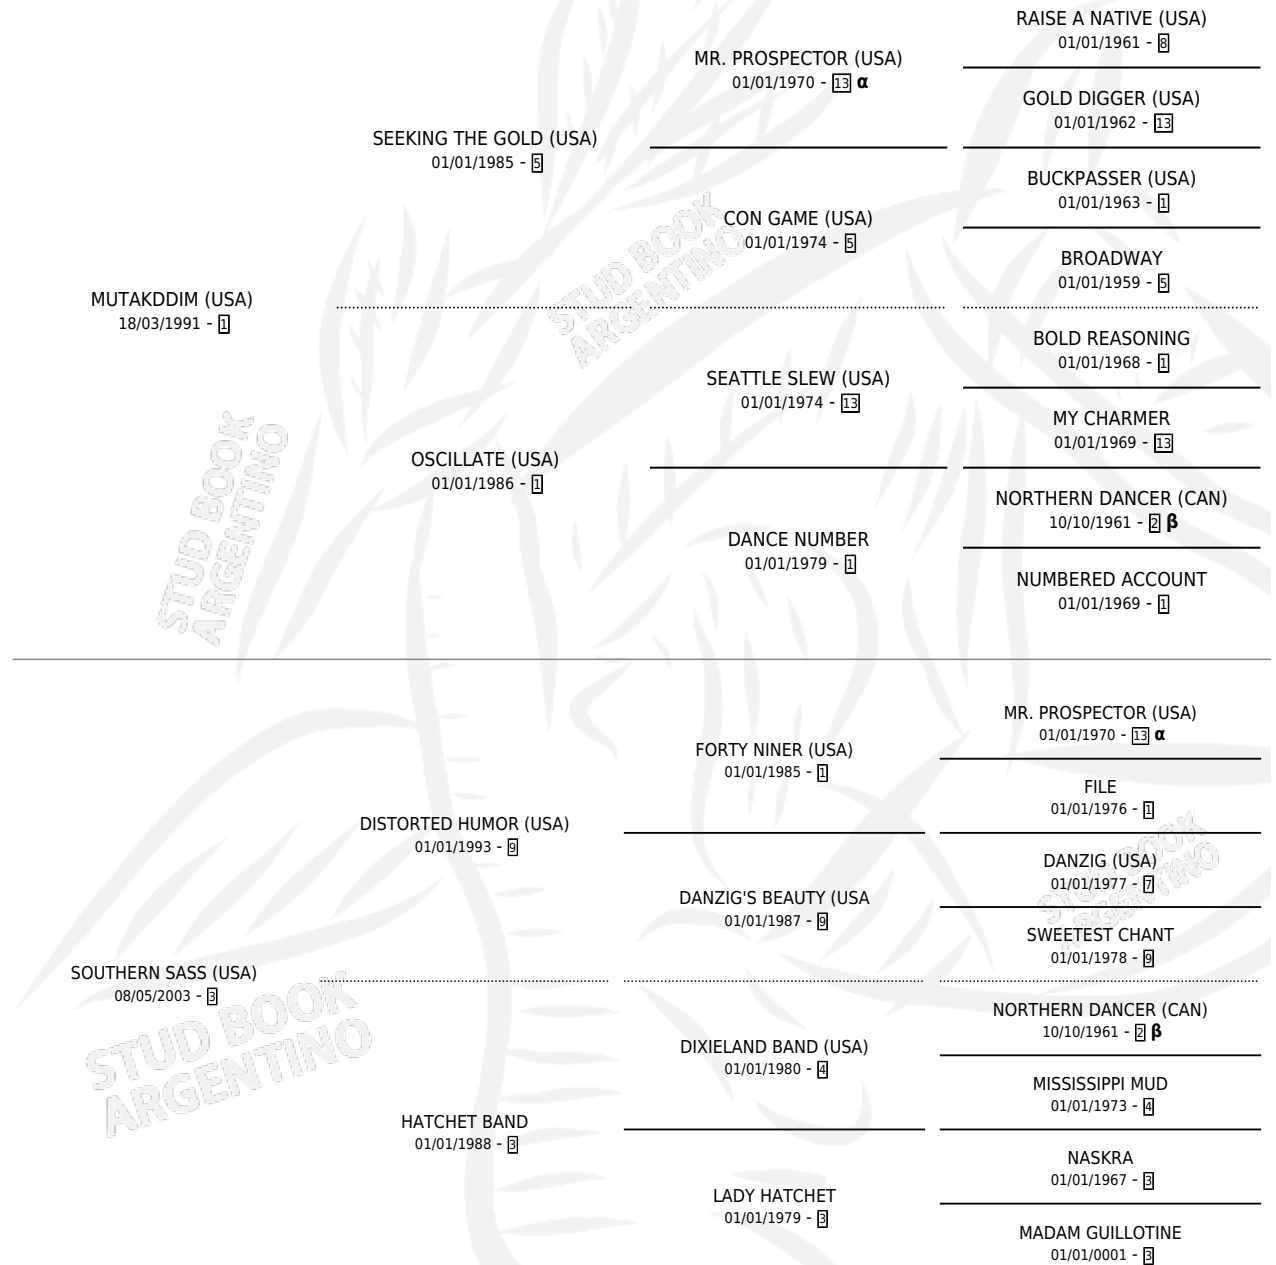 RAISE A NATIVE (USA)
01/01/1961 - 8
MR. PROSPECTOR (USA)
01/01/1970 - 13 α
GOLD DIGGER (USA)
01/01/1962 - 13
SEEKING THE GOLD (USA)
01/01/1985 - 5
BUCKPASSER (USA)
01/01/1963 - 1
CON GAME (USA)
01/01/1974 - 5
BROADWAY
01/01/1959 - 5
MUTAKDDIM (USA)
18/03/1991 - 1
BOLD REASONING
01/01/1968 - 1
SEATTLE SLEW (USA)
01/01/1974 - 13
MY CHARMER
01/01/1969 - 13
OSCILLATE (USA)
01/01/1986 - 1
NORTHERN DANCER (CAN)
10/10/1961 - 2 β
DANCE NUMBER
01/01/1979 - 1
NUMBERED ACCOUNT
01/01/1969 - 1
MR. PROSPECTOR (USA)
01/01/1970 - 13 α
FORTY NINER (USA)
01/01/1985 - 1
FILE
01/01/1976 - 1
DISTORTED HUMOR (USA)
01/01/1993 - 9
DANZIG (USA)
01/01/1977 - 7
DANZIG'S BEAUTY (USA
01/01/1987 - 9
SWEETEST CHANT
01/01/1978 - 9
SOUTHERN SASS (USA)
08/05/2003 - 3
NORTHERN DANCER (CAN)
10/10/1961 - 2 β
DIXIELAND BAND (USA)
01/01/1980 - 4
MISSISSIPPI MUD
01/01/1973 - 4
HATCHET BAND
01/01/1988 - 3
NASKRA
01/01/1967 - 3
LADY HATCHET
01/01/1979 - 3
MADAM GUILLOTINE
01/01/0001 - 3
STUD BOOK
ARGENTINO
STUD BOOK
ARGENTINO
STUD BOOK
ARGENTINO
STUD BOOK
ARGENTINO